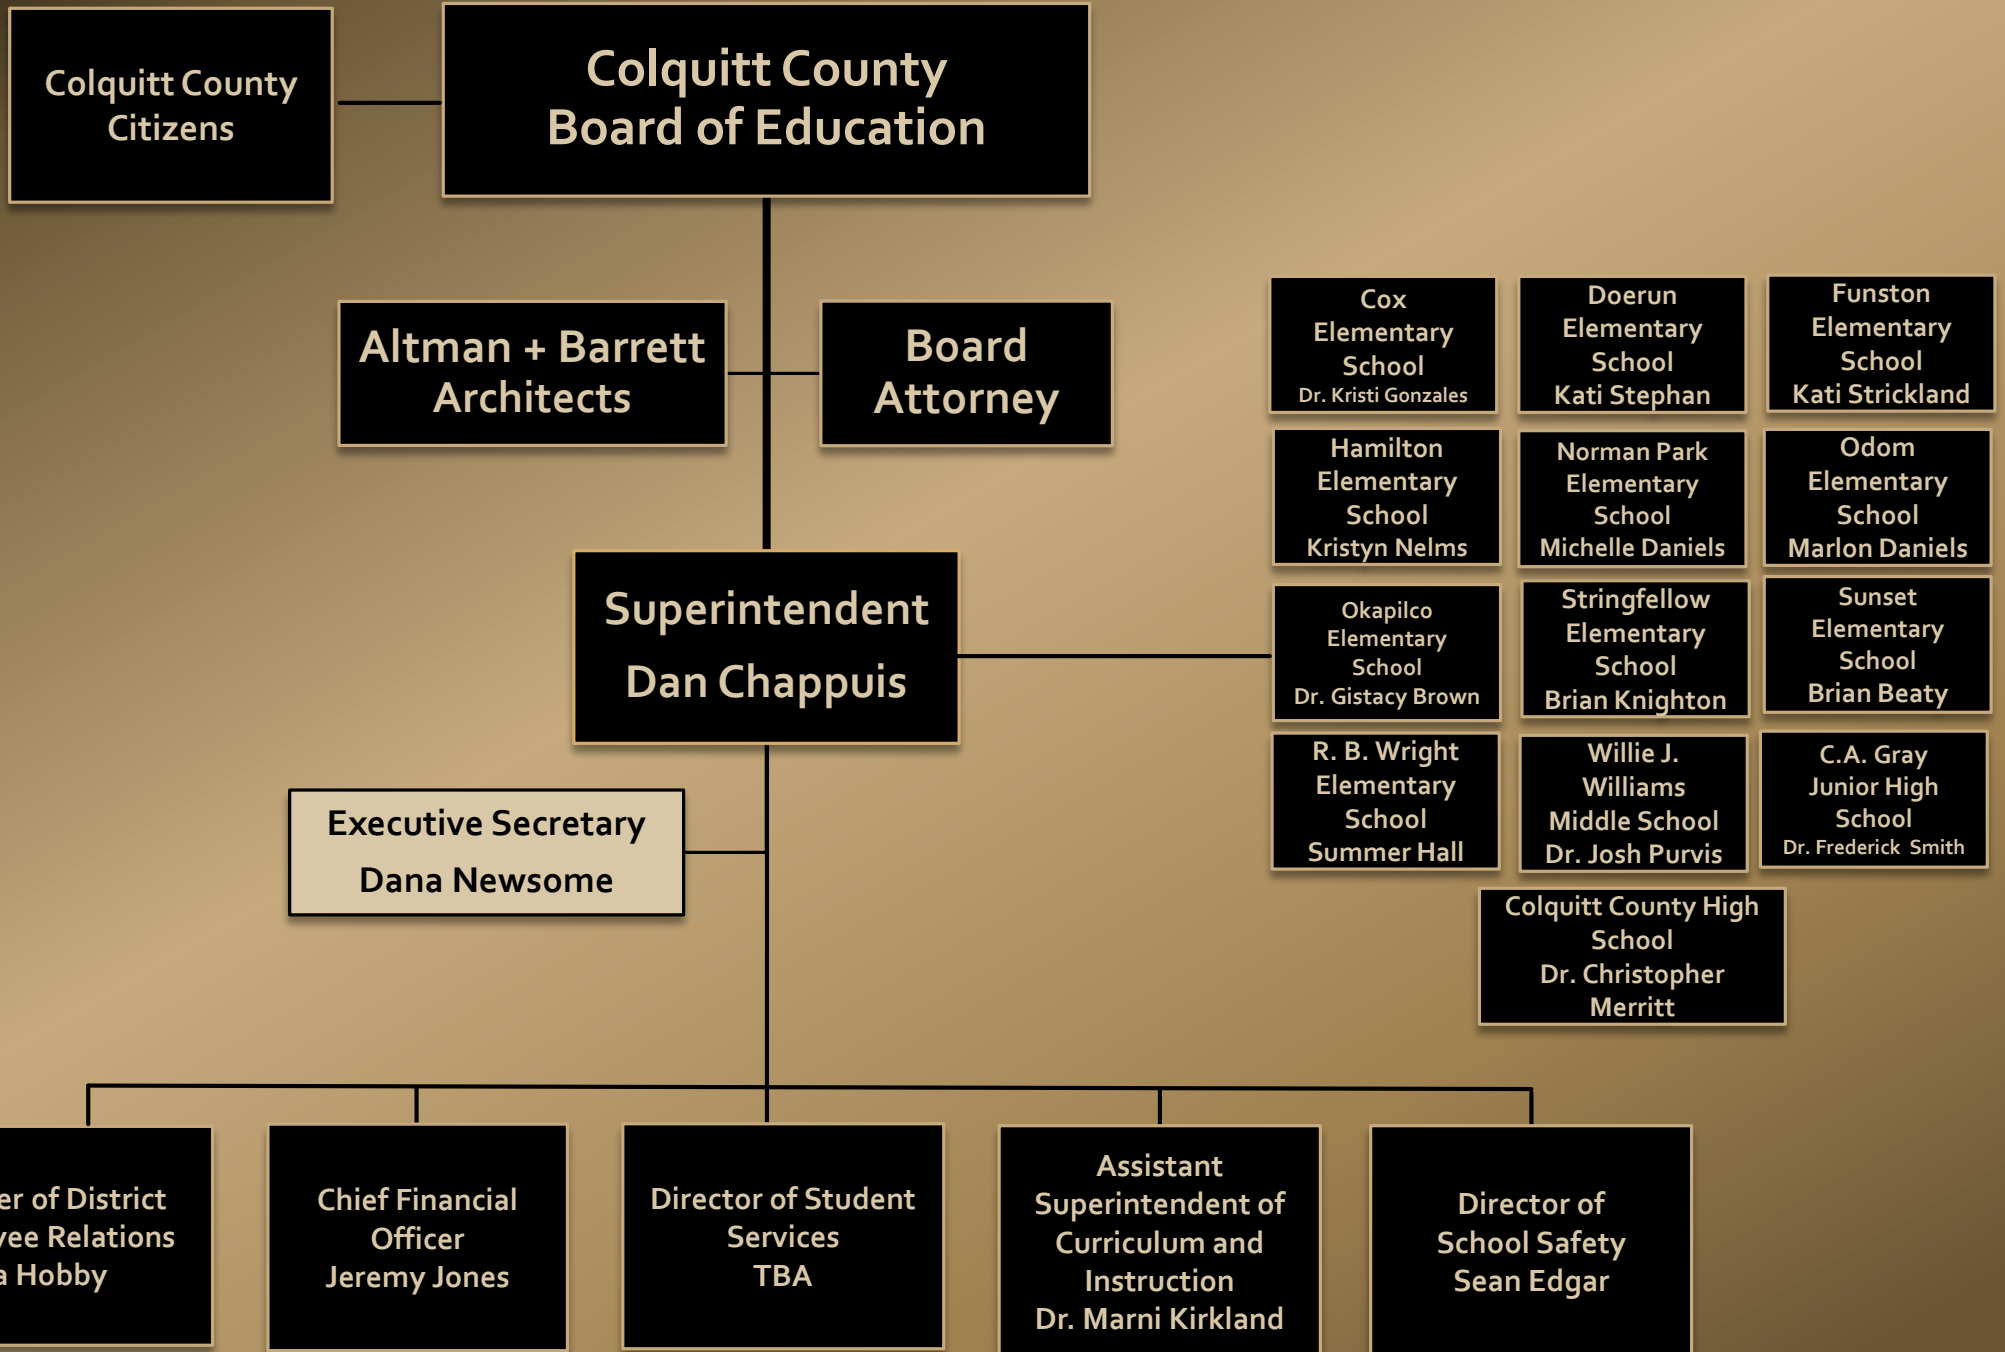 Colquitt County
Citizens
Colquitt County
Board of Education
Altman + Barrett
Architects
Board
Attorney
Superintendent
Dan Chappuis
Executive Secretary
Dana Newsome
Cox
Elementary
School
Dr. Kristi Gonzales
Doerun
Elementary
School
Kati Stephan
Funston
Elementary
School
Kati Strickland
Hamilton
Elementary
School
Kristyn Nelms
Norman Park
Elementary
School
Michelle Daniels
Odom
Elementary
School
Marlon Daniels
Okapilco
Elementary
School
Dr. Gistacy Brown
Stringfellow
Elementary
School
Brian Knighton
Sunset
Elementary
School
Brian Beaty
R. B. Wright
Elementary
School
Summer Hall
Willie J.
Williams
Middle School
Dr. Josh Purvis
C.A. Gray
Junior High
School
Dr. Frederick Smith
Colquitt County High
School
Dr. Christopher
Merritt
of District
Relations
Hobby
Chief Financial
Officer
Jeremy Jones
Director of Student
Services
TBA
Assistant
Superintendent of
Curriculum and
Instruction
Dr. Marni Kirkland
Director of
School Safety
Sean Edgar